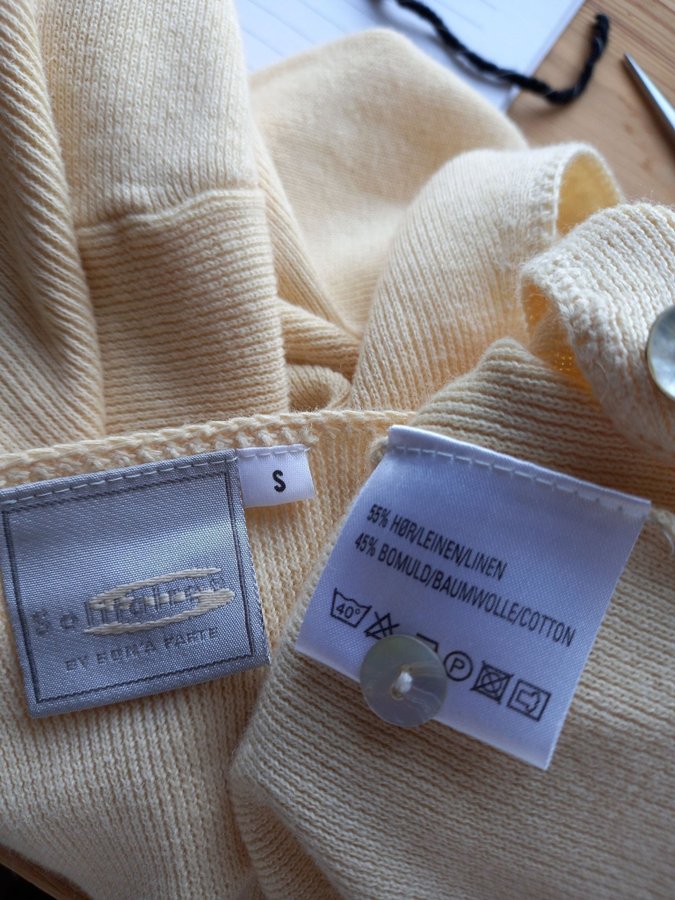 S
BY BON'A PARTE
55% HØR/LEINEN/LINEN
45% BOMULD/BAUMWOLLE/COTTON
40°
P